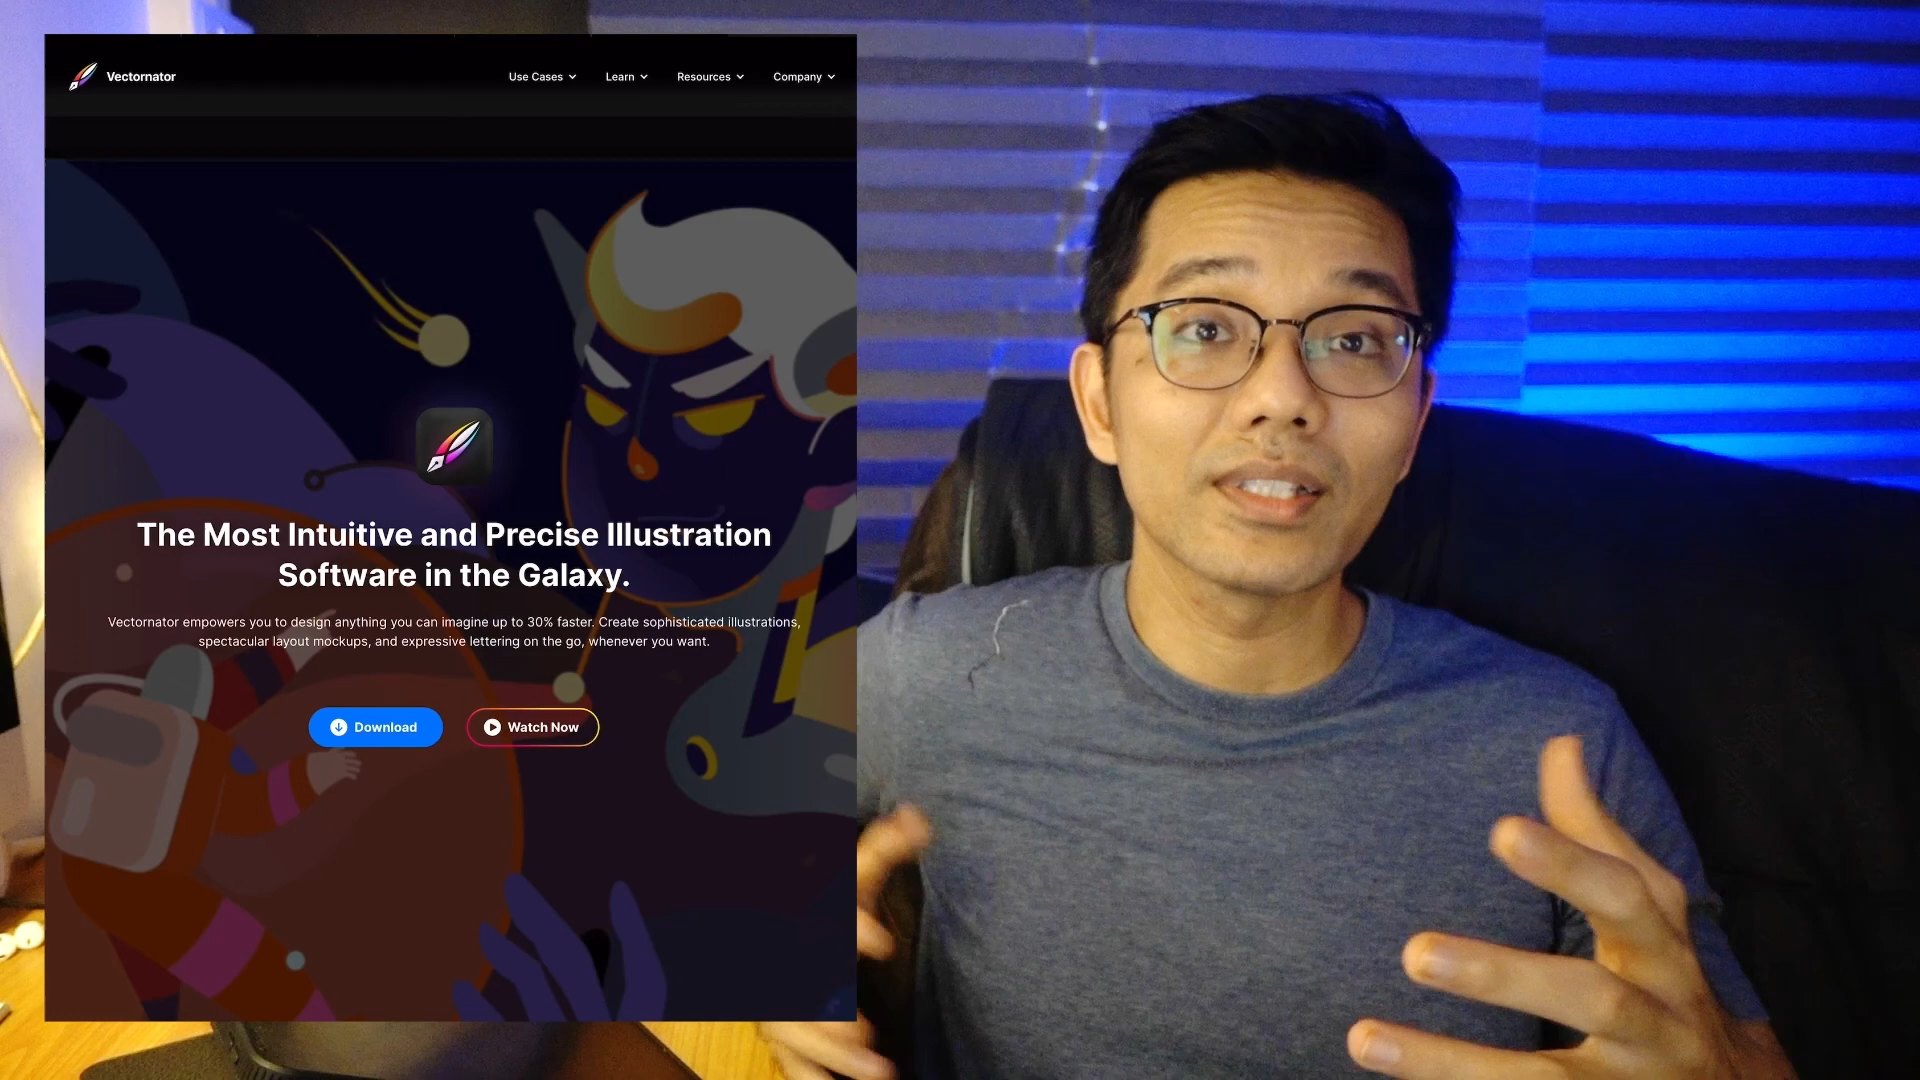 Vectornator
Use Cases
Learn
Resources
Company
The Most Intuitive and Precise Illustration
Software in the Galaxy.
Vectornator empowers you to design anything you can imagine up to 30% faster. Create sophisticated illustrations,
spectacular layout mockups, and expressive lettering on the go, whenever you want.
Download
Watch Now